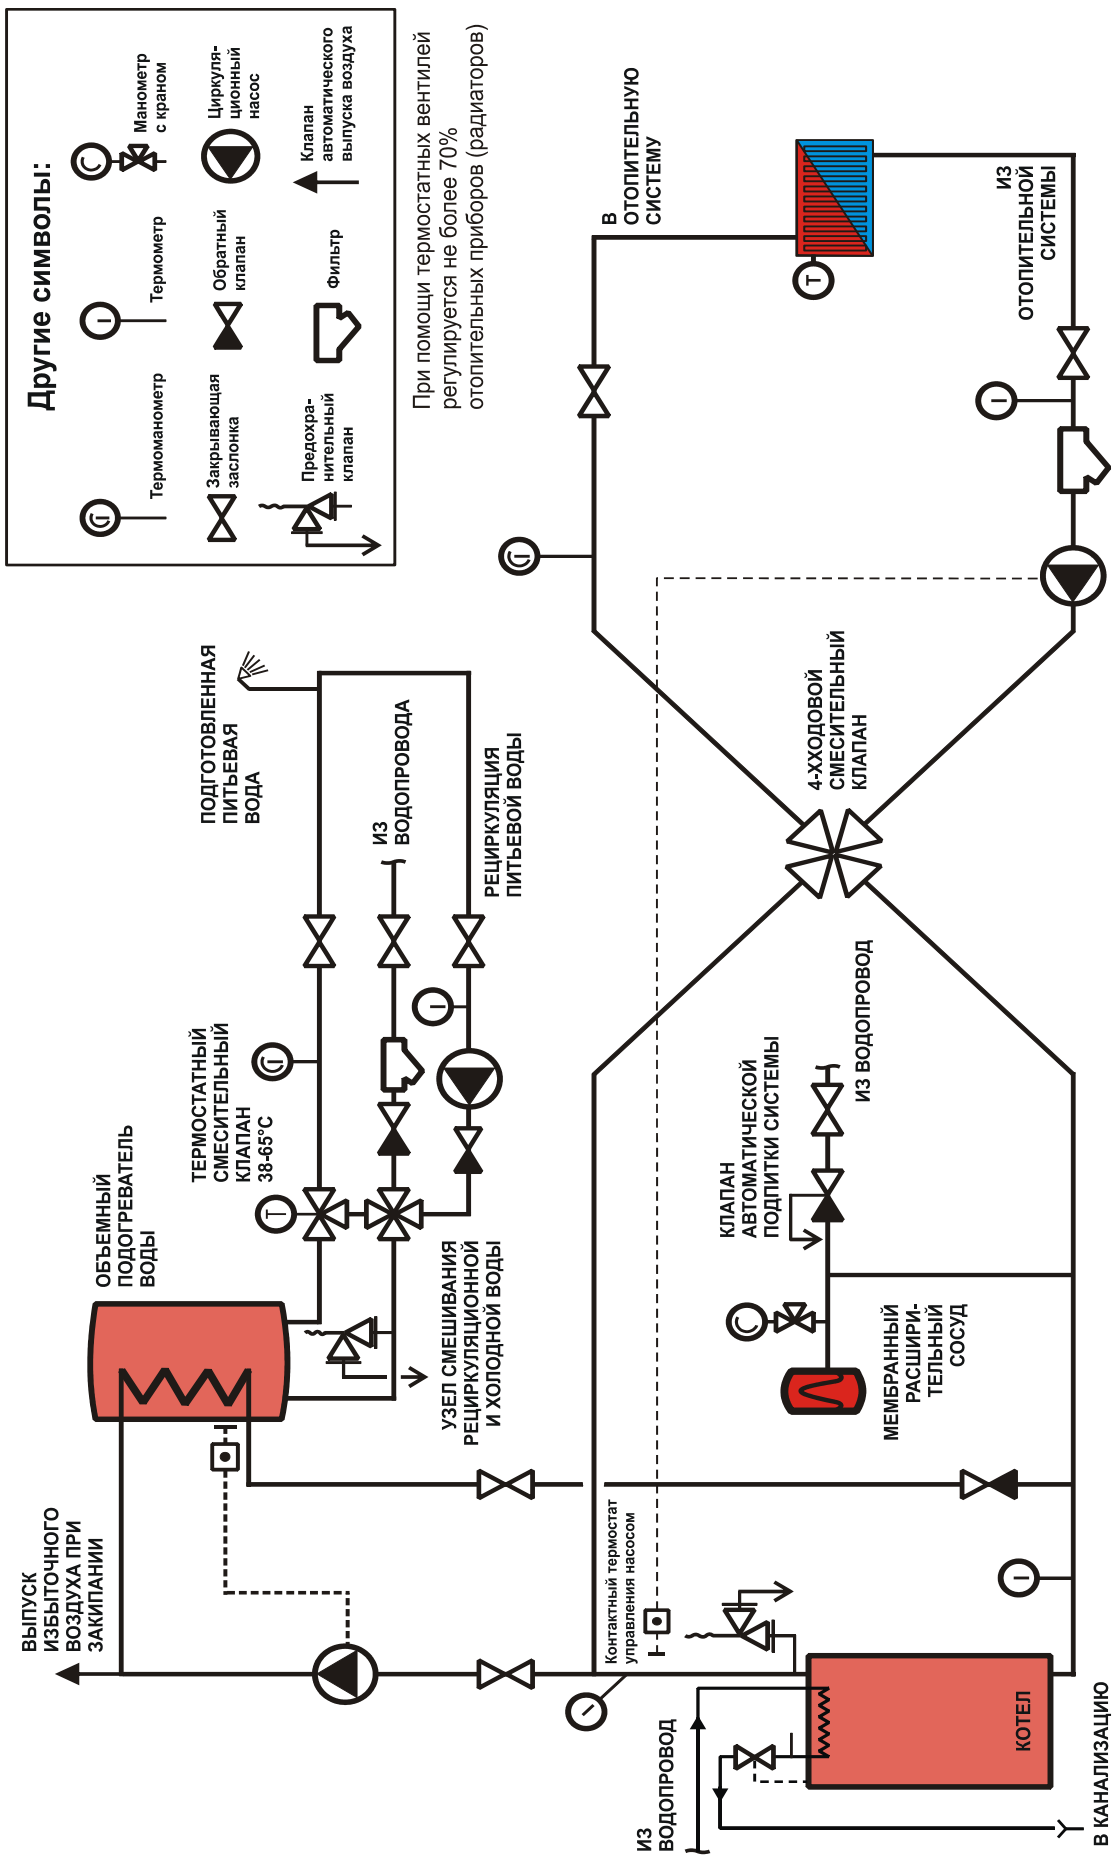 Другие символы:
Термоманометр
Термометр
Манометр
с краном
Закрывающая
заслонка
Обратный
клапан
Циркуля-
ционный
насос
Предохра-
нительный
клапан
Фильтр
Клапан
автоматического
выпуска воздуха
При помощи термостатных вентилей
регулируется не более 70%
отопительных приборов (радиаторов)
ВЫПУСК
ИЗБЫТОЧНОГО
ВОЗДУХА ПРИ
ЗАКИПАНИИ
ОБЪЕМНЫЙ
ПОДОГРЕВАТЕЛЬ
ВОДЫ
ТЕРМОСТАТНЫЙ
СМЕСИТЕЛЬНЫЙ
КЛАПАН
38-65°C
T
ПОДГОТОВЛЕННАЯ
ПИТЬЕВАЯ
ВОДА
ИЗ
ВОДОПРОВОДА
РЕЦИРКУЛЯЦИЯ
ПИТЬЕВОЙ ВОДЫ
УЗЕЛ СМЕШИВАНИЯ
РЕЦИРКУЛЯЦИОННОЙ
И ХОЛОДНОЙ ВОДЫ
В
ОТОПИТЕЛЬНУЮ
СИСТЕМУ
T
ИЗ
ОТОПИТЕЛЬНОЙ
СИСТЕМЫ
4-ХХОДОВОЙ
СМЕСИТЕЛЬНЫЙ
КЛАПАН
КЛАПАН
АВТОМАТИЧЕСКОЙ
ПОДПИТКИ СИСТЕМЫ
ИЗ ВОДОПРОВОД
МЕМБРАННЫЙ
РАСШИРИ-
ТЕЛЬНЫЙ
СОСУД
Контактный термостат
управления насосом
ИЗ
ВОДОПРОВОД
КОТЕЛ
В КАНАЛИЗАЦИЮ